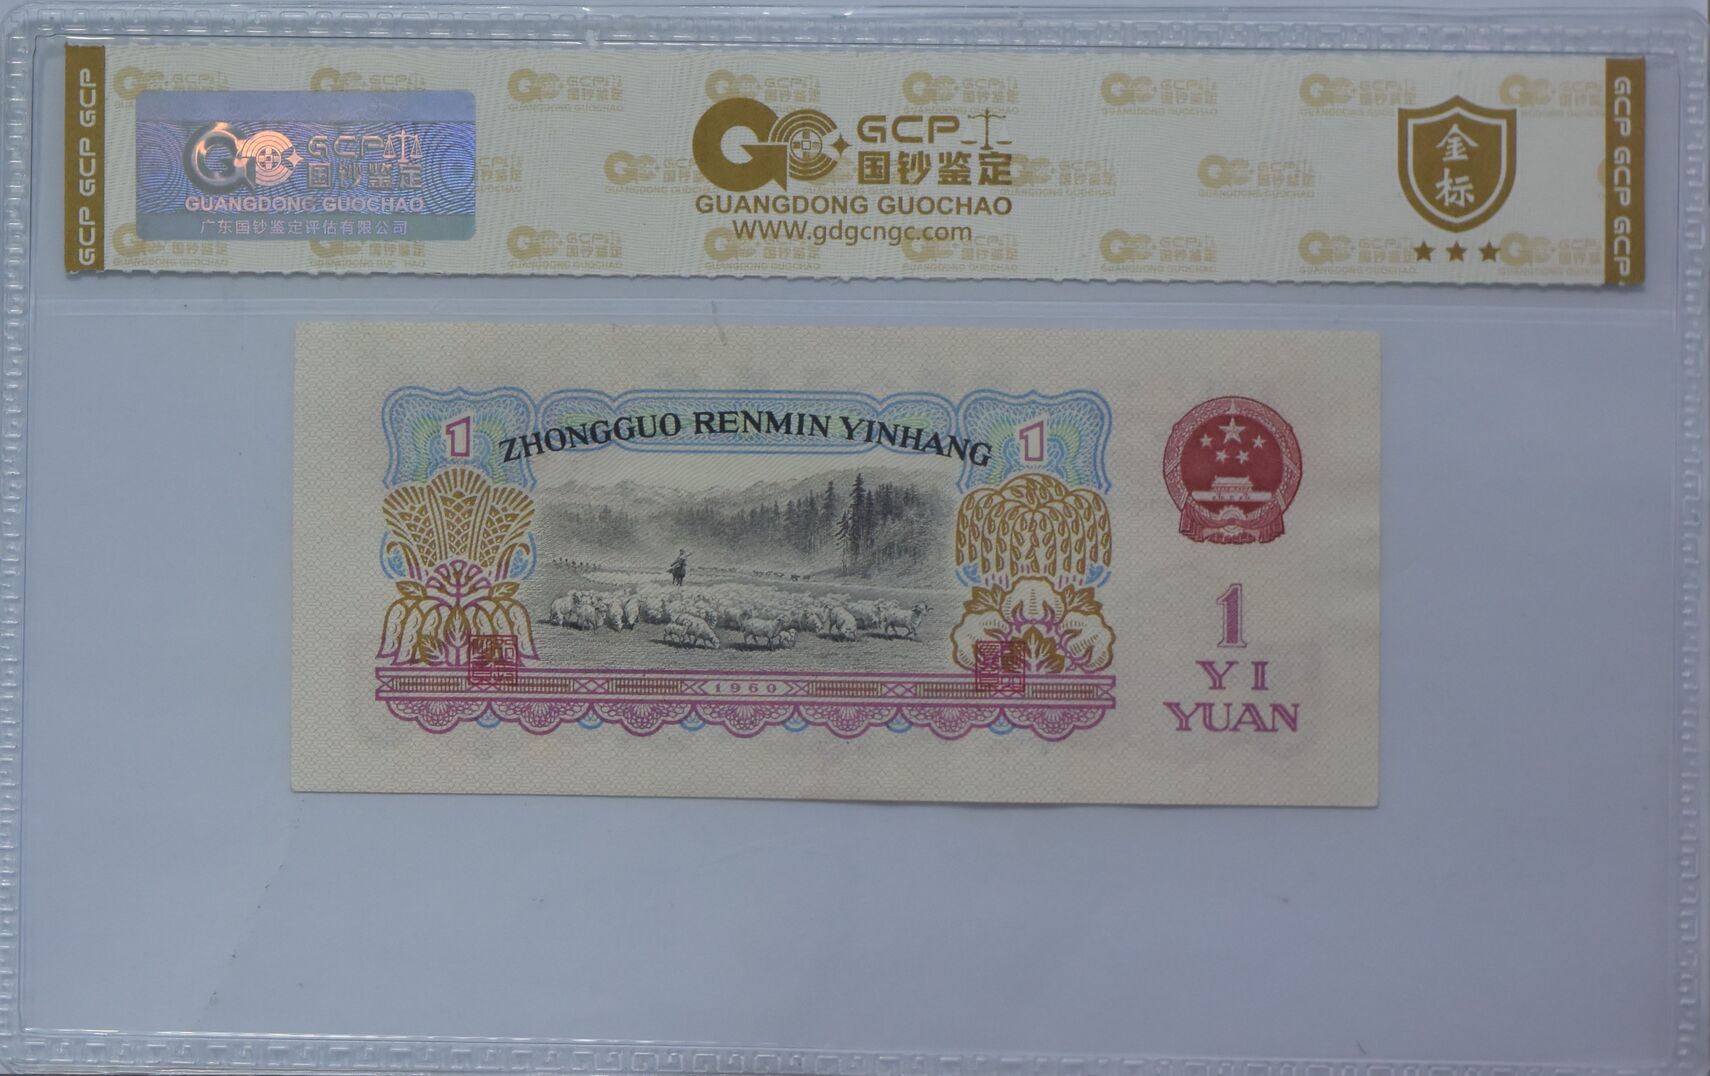 GCP GCP GCP
GCP
国钞鉴定
GUANGDONG GUOCHAO
广东国钞鉴定评估有限公司
GCP
国钞鉴定
GUANGDONG GUOCHAO
www.gdgcngc.com
金标
GCP GCP GCP
1
ZHONGGUO RENMIN YINHANG
1
1960
1
YI
YUAN